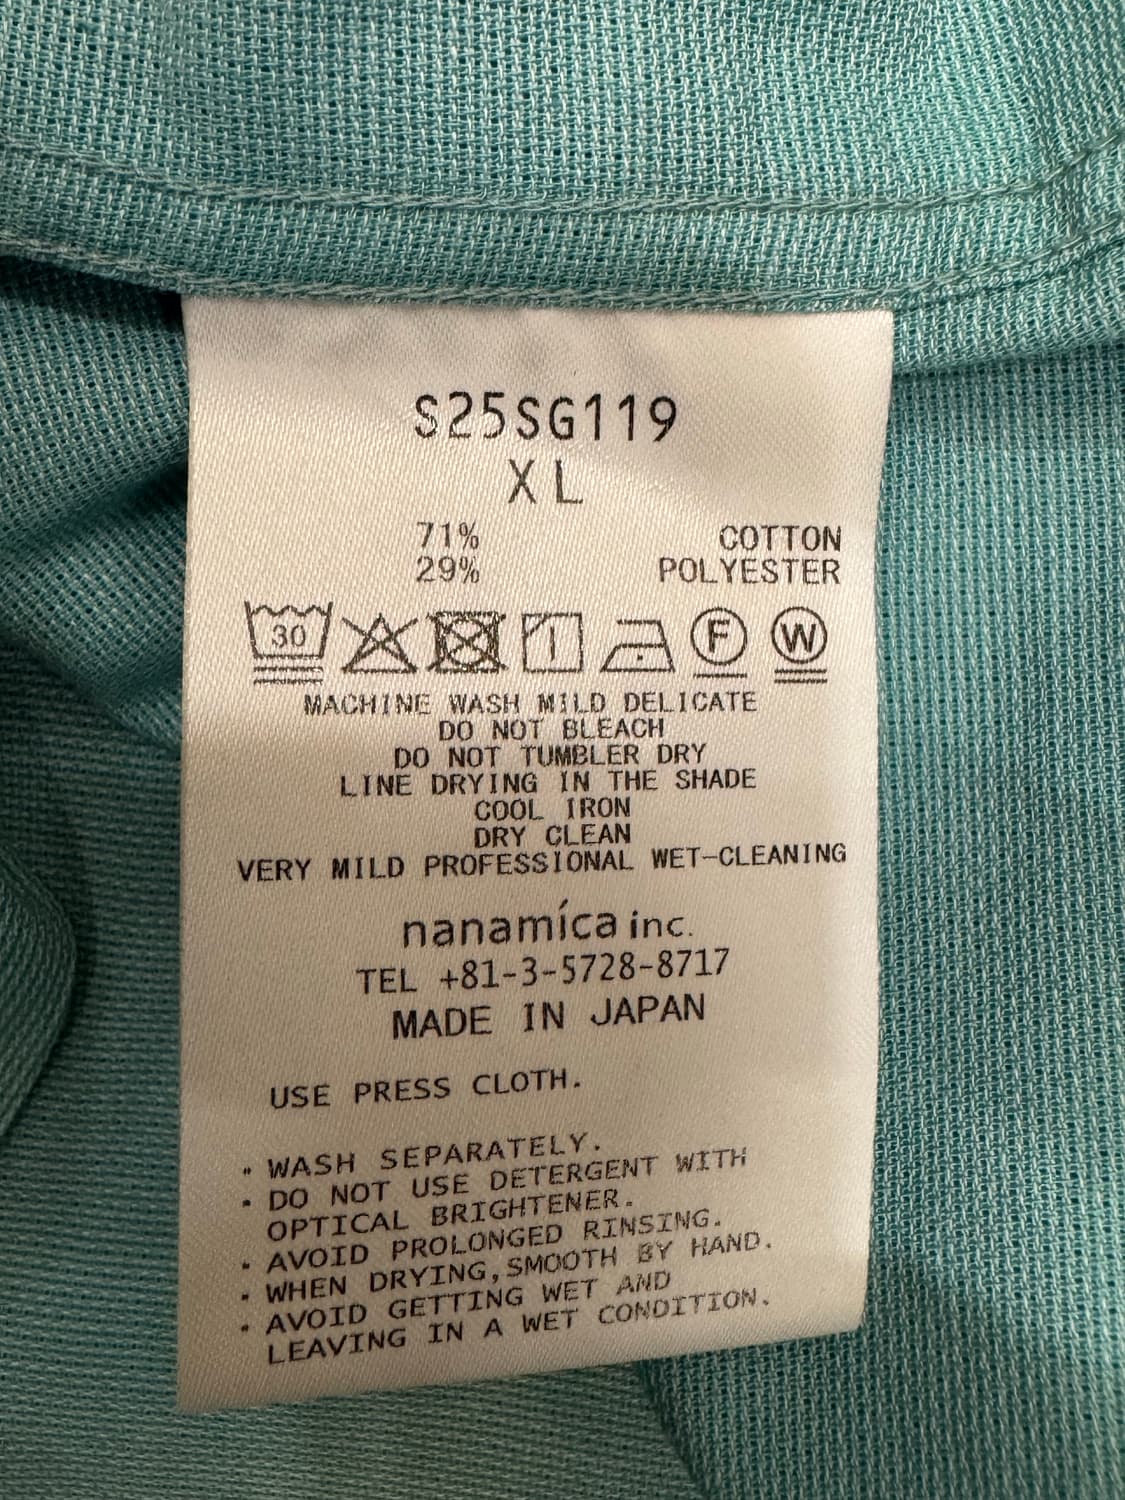 S25SG119
XL
71% COTTON
29% POLYESTER
30 F W
MACHINE WASH MILD DELICATE
DO NOT BLEACH
DO NOT TUMBLER DRY
LINE DRYING IN THE SHADE
COOL IRON
DRY CLEAN
VERY MILD PROFESSIONAL WET-CLEANING
nanamíca inc.
TEL +81-3-5728-8717
MADE IN JAPAN
USE PRESS CLOTH.
・WASH SEPARATELY.
・DO NOT USE DETERGENT WITH
OPTICAL BRIGHTENER.
・AVOID PROLONGED RINSING.
・WHEN DRYING,SMOOTH BY HAND.
・AVOID GETTING WET AND
LEAVING IN A WET CONDITION.